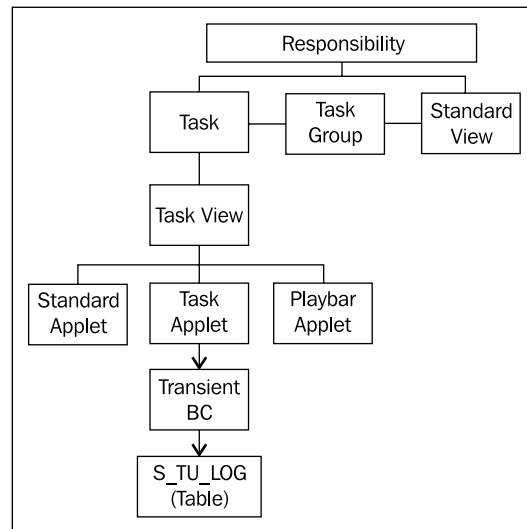 Responsibility
Task
Task
Group
Standard
View
Task View
Standard
Applet
Task
Applet
Playbar
Applet
Transient
BC
S_TU_LOG
(Table)